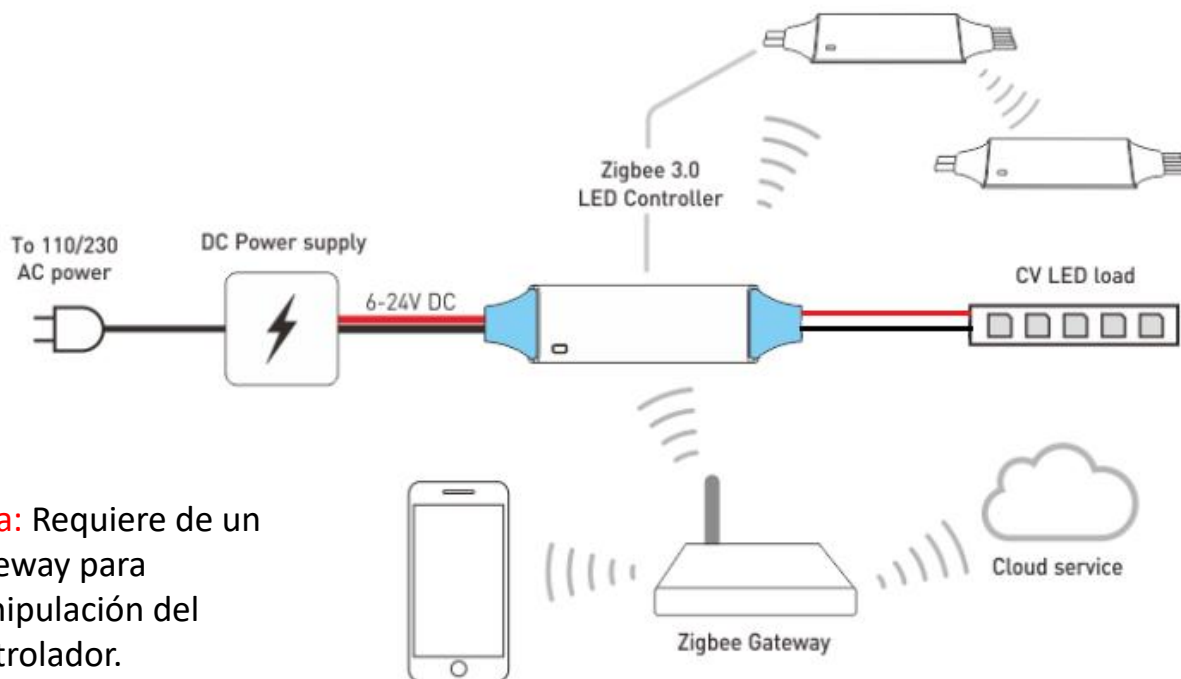 Zigbee 3.0
LED Controller
To 110/230
AC power
DC Power supply
6-24V DC
CV LED load
a: Requiere de un
eway para
nipulación del
trolador.
Zigbee Gateway
Cloud service